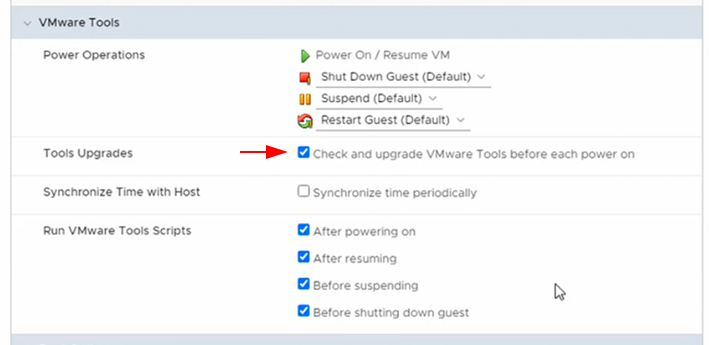 VMware Tools
Power Operations
Power On / Resume VM
Shut Down Guest (Default)
Suspend (Default)
Restart Guest (Default)
Tools Upgrades
Check and upgrade VMware Tools before each power on
Synchronize Time with Host
Synchronize time periodically
Run VMware Tools Scripts
After powering on
After resuming
Before suspending
Before shutting down guest